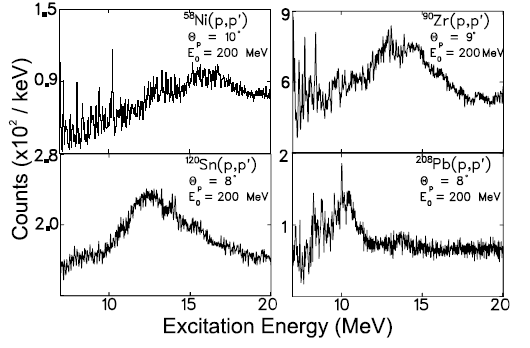 1.5
0.9
2.8
2.0
58Ni(p,p')
Θp = 10°
E0 = 200 MeV
9
6
90Zr(p,p')
Θp = 9°
E0 = 200 MeV
120Sn(p,p')
Θp = 8°
E0 = 200 MeV
2
1
208Pb(p,p')
Θp = 8°
E0 = 200 MeV
10 15 20
10 15 20
Counts (x10² / keV)
Excitation Energy (MeV)